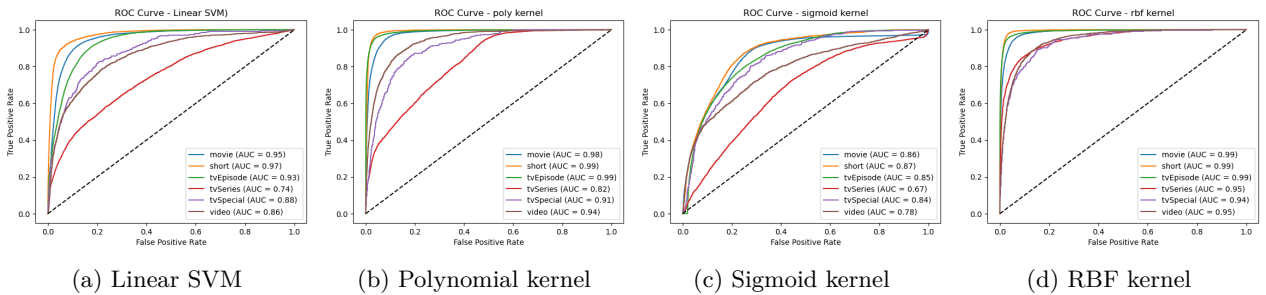 ROC Curve - Linear SVM)
True Positive Rate
1.0
0.8
0.6
0.4
0.2
0.0
movie (AUC = 0.95)
short (AUC = 0.97)
tvEpisode (AUC = 0.93)
tvSeries (AUC = 0.74)
tvSpecial (AUC = 0.88)
video (AUC = 0.86)
0.0 0.2 0.4 0.6 0.8 1.0
False Positive Rate
(a) Linear SVM
ROC Curve - poly kernel
True Positive Rate
1.0
0.8
0.6
0.4
0.2
0.0
movie (AUC = 0.98)
short (AUC = 0.99)
tvEpisode (AUC = 0.99)
tvSeries (AUC = 0.82)
tvSpecial (AUC = 0.91)
video (AUC = 0.94)
0.0 0.2 0.4 0.6 0.8 1.0
False Positive Rate
(b) Polynomial kernel
ROC Curve - sigmoid kernel
True Positive Rate
1.0
0.8
0.6
0.4
0.2
0.0
movie (AUC = 0.86)
short (AUC = 0.87)
tvEpisode (AUC = 0.85)
tvSeries (AUC = 0.67)
tvSpecial (AUC = 0.84)
video (AUC = 0.78)
0.0 0.2 0.4 0.6 0.8 1.0
False Positive Rate
(c) Sigmoid kernel
ROC Curve - rbf kernel
True Positive Rate
1.0
0.8
0.6
0.4
0.2
0.0
movie (AUC = 0.99)
short (AUC = 0.99)
tvEpisode (AUC = 0.99)
tvSeries (AUC = 0.95)
tvSpecial (AUC = 0.94)
video (AUC = 0.95)
0.0 0.2 0.4 0.6 0.8 1.0
False Positive Rate
(d) RBF kernel